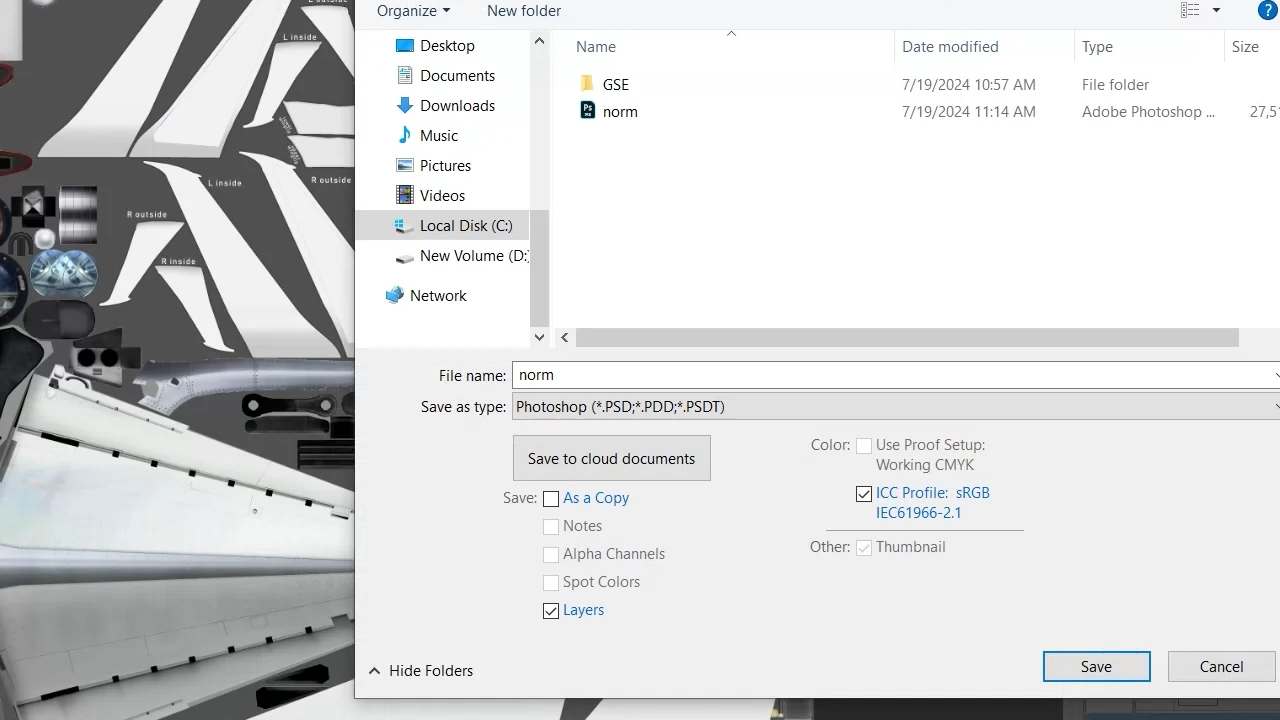 Organize
New folder
?
Desktop
Documents
Downloads
Music
Pictures
Videos
Local Disk (C:)
New Volume (D:)
Network
Name
Date modified
Type
Size
GSE
7/19/2024 10:57 AM
File folder
norm
7/19/2024 11:14 AM
Adobe Photoshop ...
27,5
File name:
norm
Save as type:
Photoshop (*.PSD;*.PDD;*.PSDT)
Save to cloud documents
Save:
As a Copy
Notes
Alpha Channels
Spot Colors
Layers
Color:
Use Proof Setup:
Working CMYK
ICC Profile: sRGB
IEC61966-2.1
Other:
Thumbnail
Hide Folders
Save
Cancel
L inside
L inside
R outside
R outside
R inside